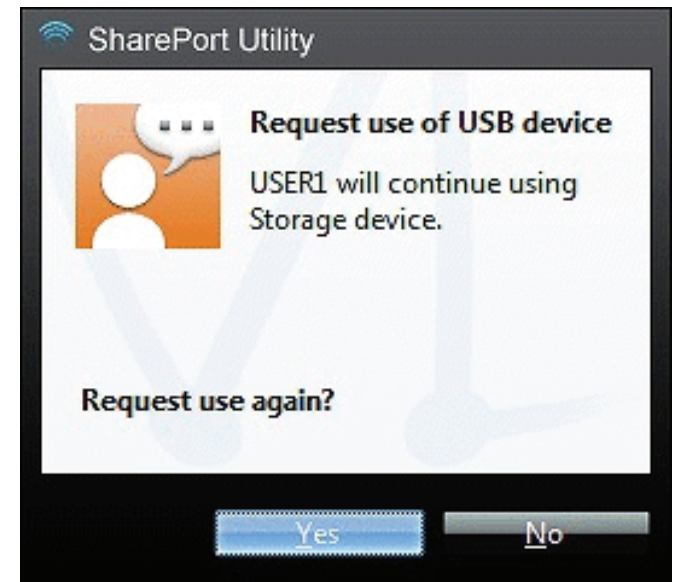 SharePort Utility
Request use of USB device
USER1 will continue using
Storage device.
Request use again?
Yes
No